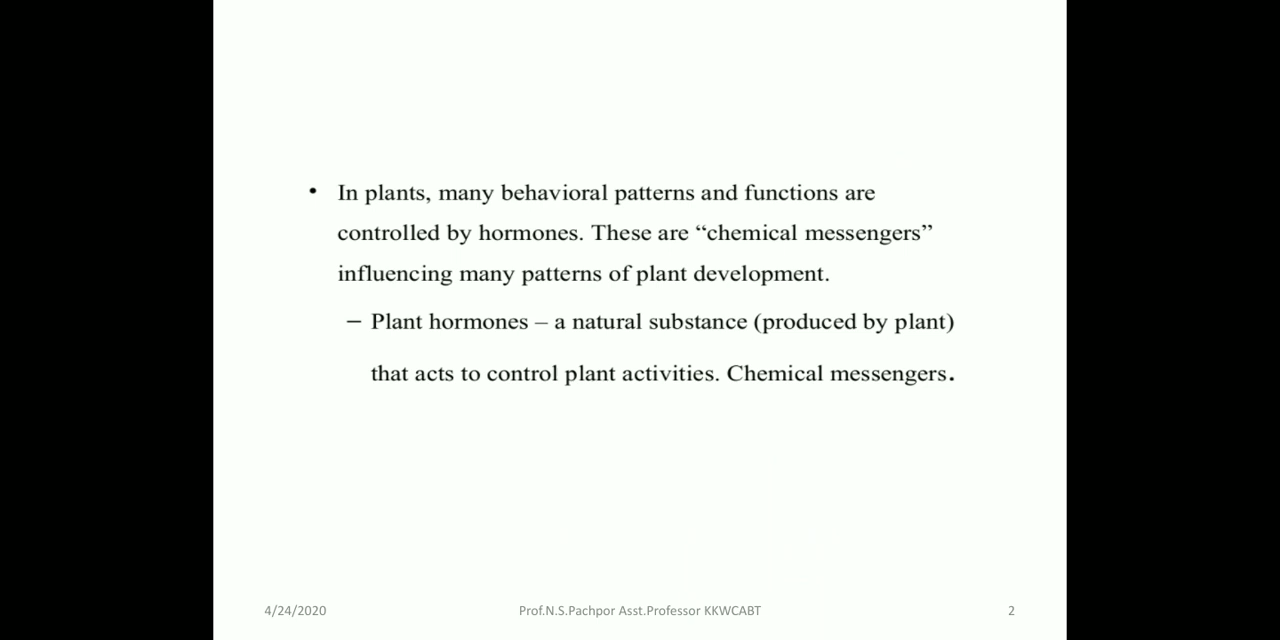 • In plants, many behavioral patterns and functions are
controlled by hormones. These are “chemical messengers”
influencing many patterns of plant development.
– Plant hormones – a natural substance (produced by plant)
that acts to control plant activities. Chemical messengers.
4/24/2020 Prof.N.S.Pachpor Asst.Professor KKWCABT 2